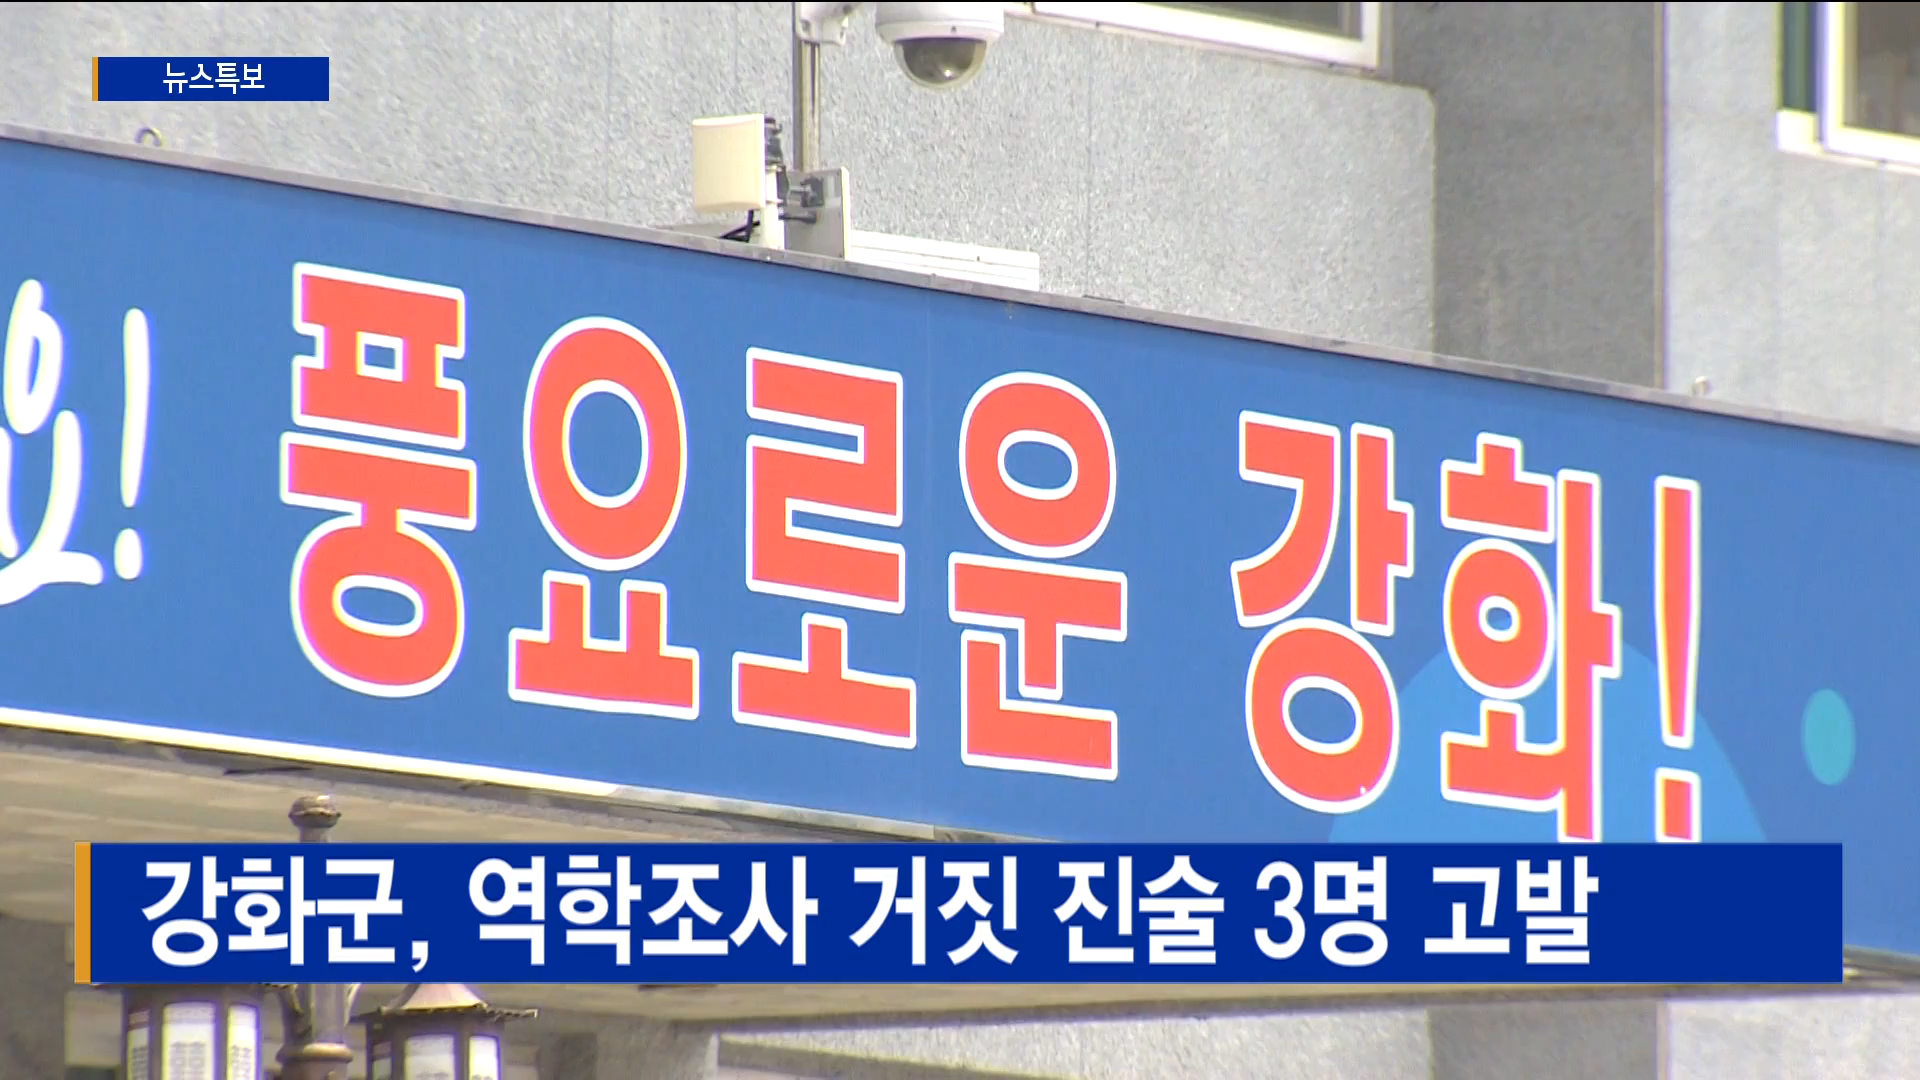 뉴스특보
요! 풍요로운 강화!
강화군, 역학조사 거짓 진술 3명 고발